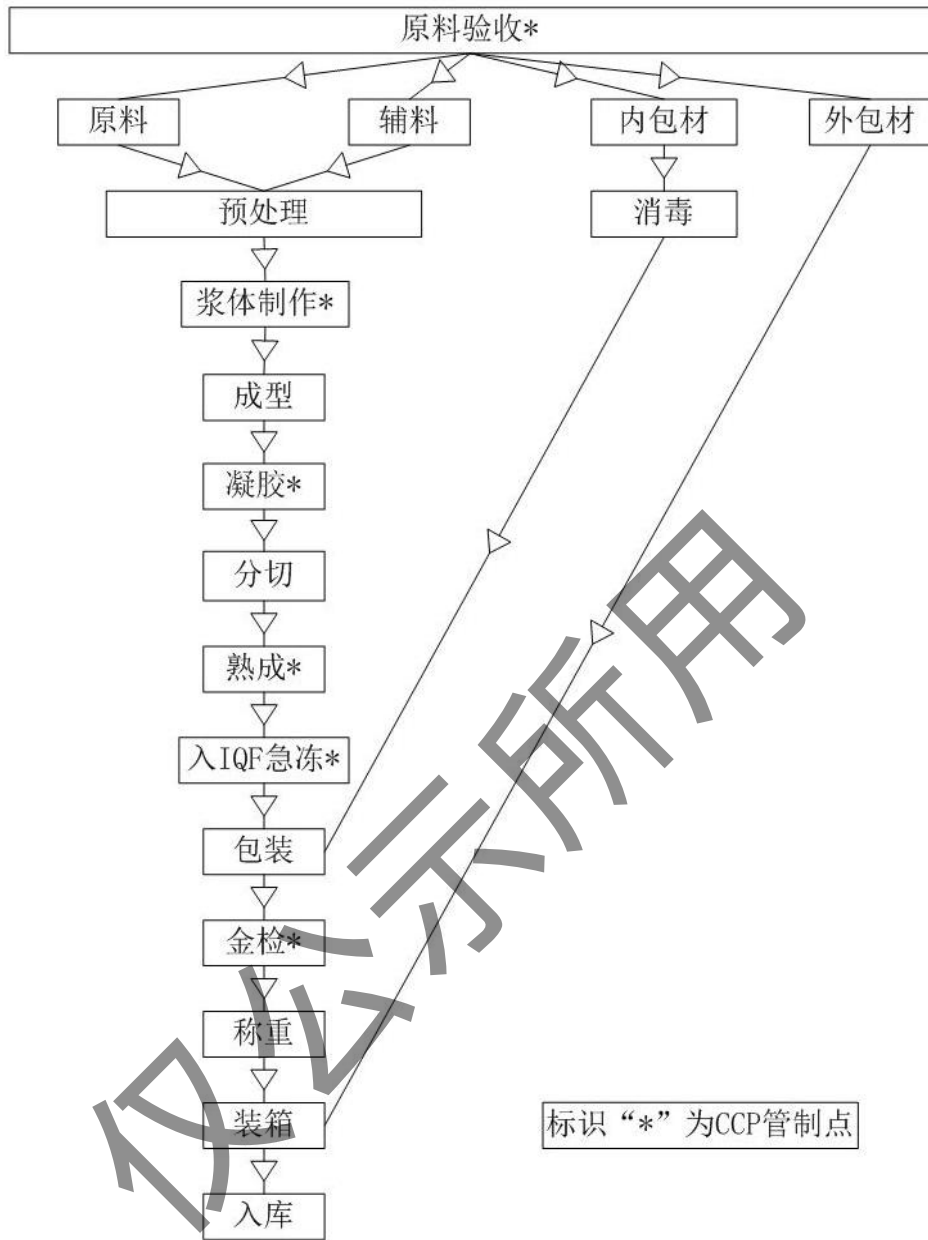 原料验收*
原料
辅料
内包材
外包材
预处理
消毒
浆体制作*
成型
凝胶*
分切
熟成*
入IQF急冻*
包装
金检*
称重
装箱
标识“*”为CCP管制点
入库
仅公示所用